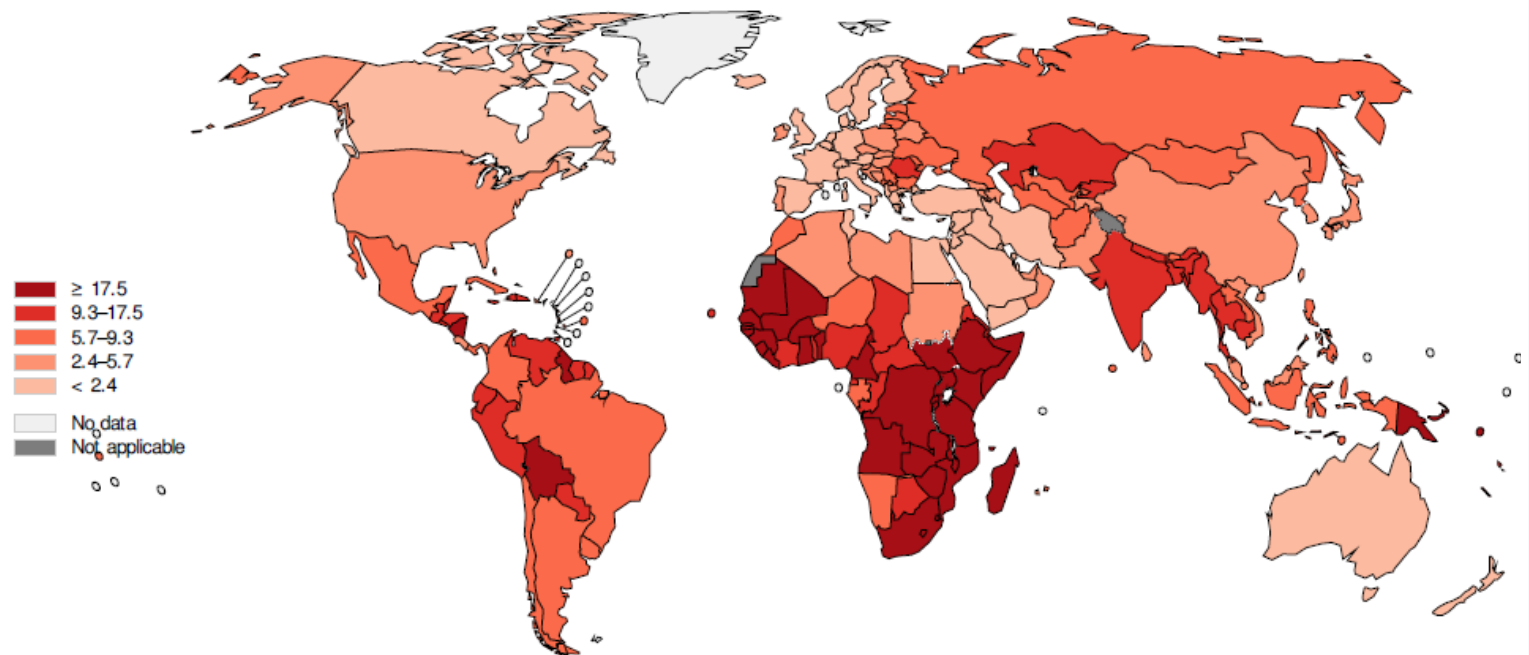 ≥ 17.5
9.3–17.5
5.7–9.3
2.4–5.7
< 2.4
No data
Not applicable